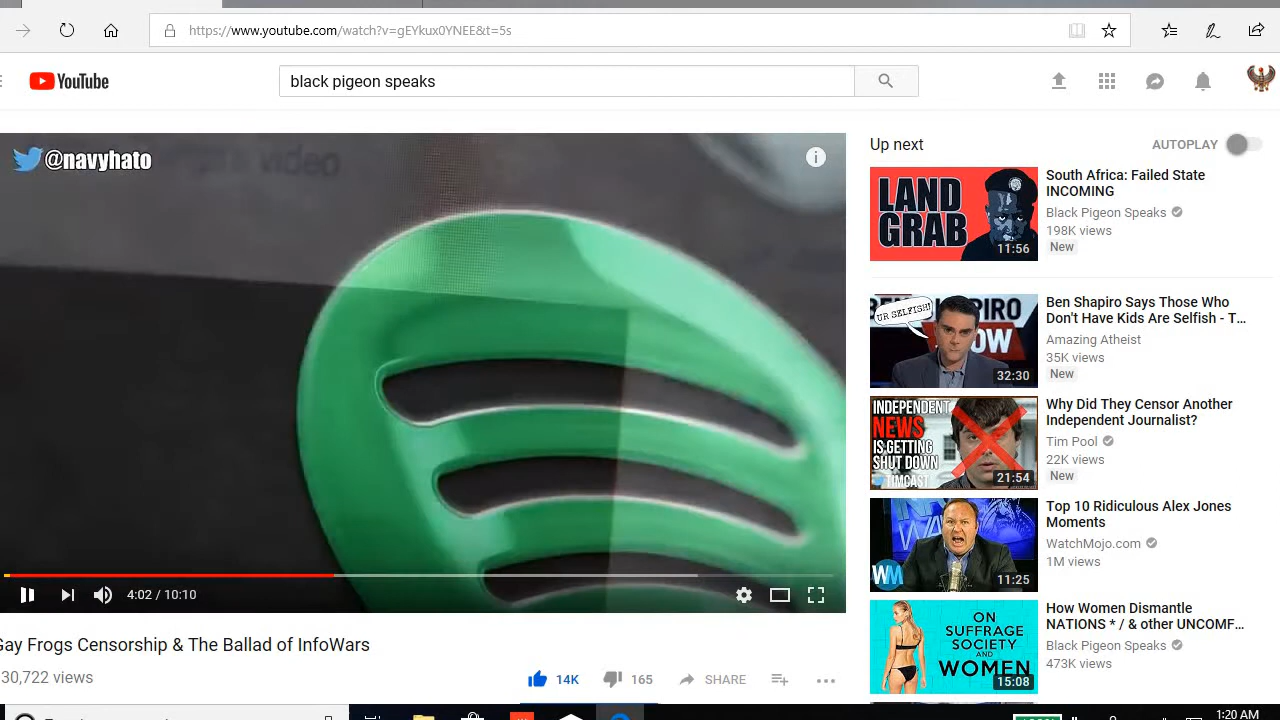 https://www.youtube.com/watch?v=gEYkux0YNEE&t=5s
YouTube
black pigeon speaks
@navyhato
video
4:02 / 10:10
Gay Frogs Censorship & The Ballad of InfoWars
30,722 views
14K
165
SHARE
Up next
AUTOPLAY
LAND
GRAB
11:56
South Africa: Failed State
INCOMING
Black Pigeon Speaks
198K views
New
UR SELFISH!
32:30
Ben Shapiro Says Those Who
Don't Have Kids Are Selfish - T...
Amazing Atheist
35K views
New
INDEPENDENT
NEWS
IS GETTING
SHUT DOWN
TIMCAST
21:54
Why Did They Censor Another
Independent Journalist?
Tim Pool
22K views
New
WM
11:25
Top 10 Ridiculous Alex Jones
Moments
WatchMojo.com
1M views
ON
SUFFRAGE
SOCIETY
AND
WOMEN
15:08
How Women Dismantle
NATIONS * / & other UNCOMF...
Black Pigeon Speaks
473K views
1:20 AM